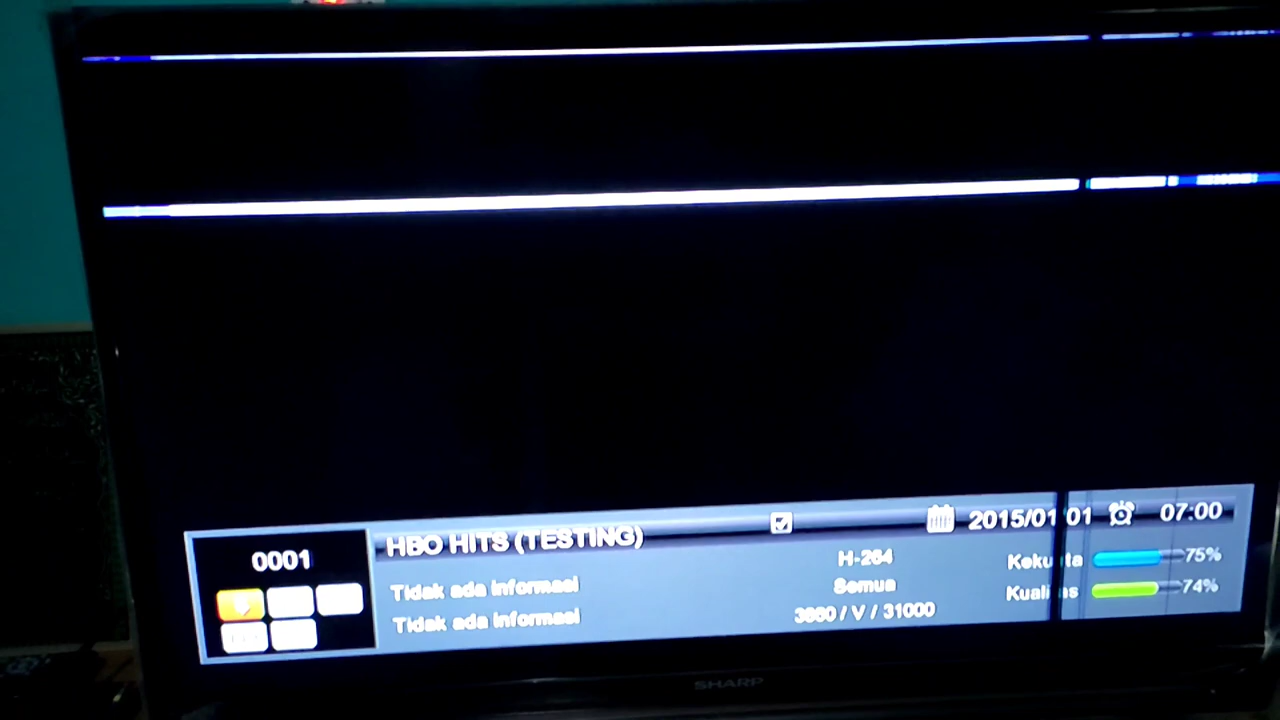 0001
HBO HITS (TESTING)
2015/01/01
07:00
Tidak ada informasi
H-264
Kekuata
75%
Tidak ada informasi
Semua
Kualitas
74%
3860 / V / 31000
SHARP